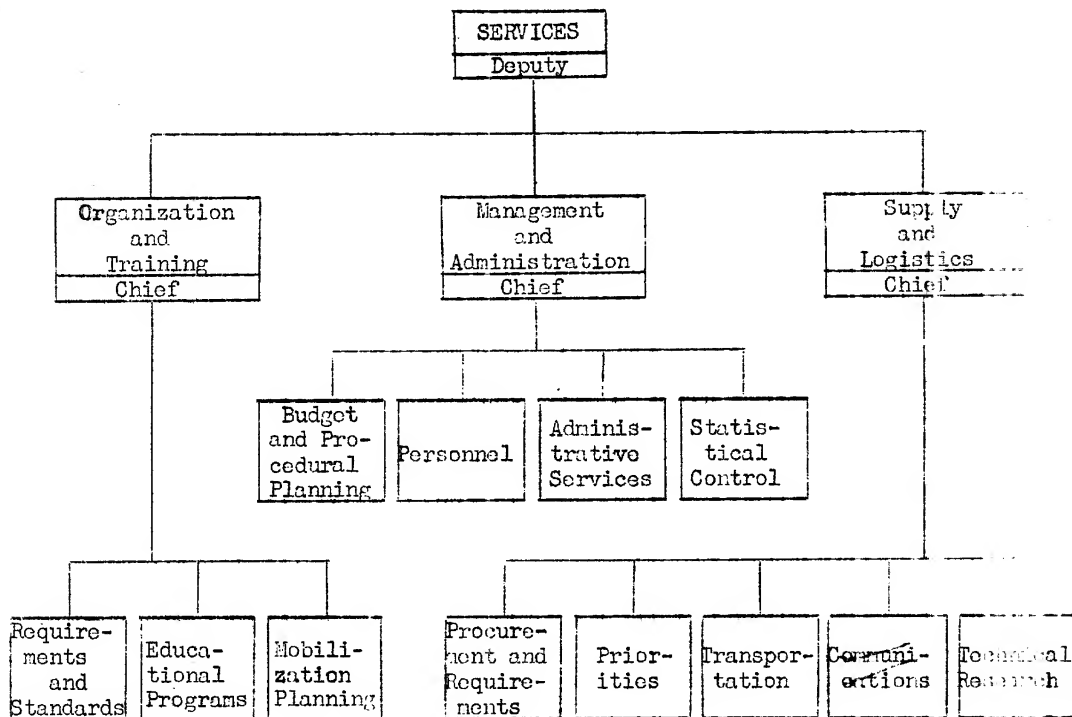 SERVICES
Deputy
Organization
and
Training
Chief
Management
and
Administration
Chief
Supply
and
Logistics
Chief
Budget
and Pro-
cedural
Planning
Personnel
Adminis-
trative
Services
Statis-
tical
Control
Require-
ments
and
Standards
Educa-
tional
Programs
Mobili-
zation
Planning
Procure-
ment and
Require-
ments
Prior-
ities
Transpor-
tation
Communi-
cations
Technical
Research